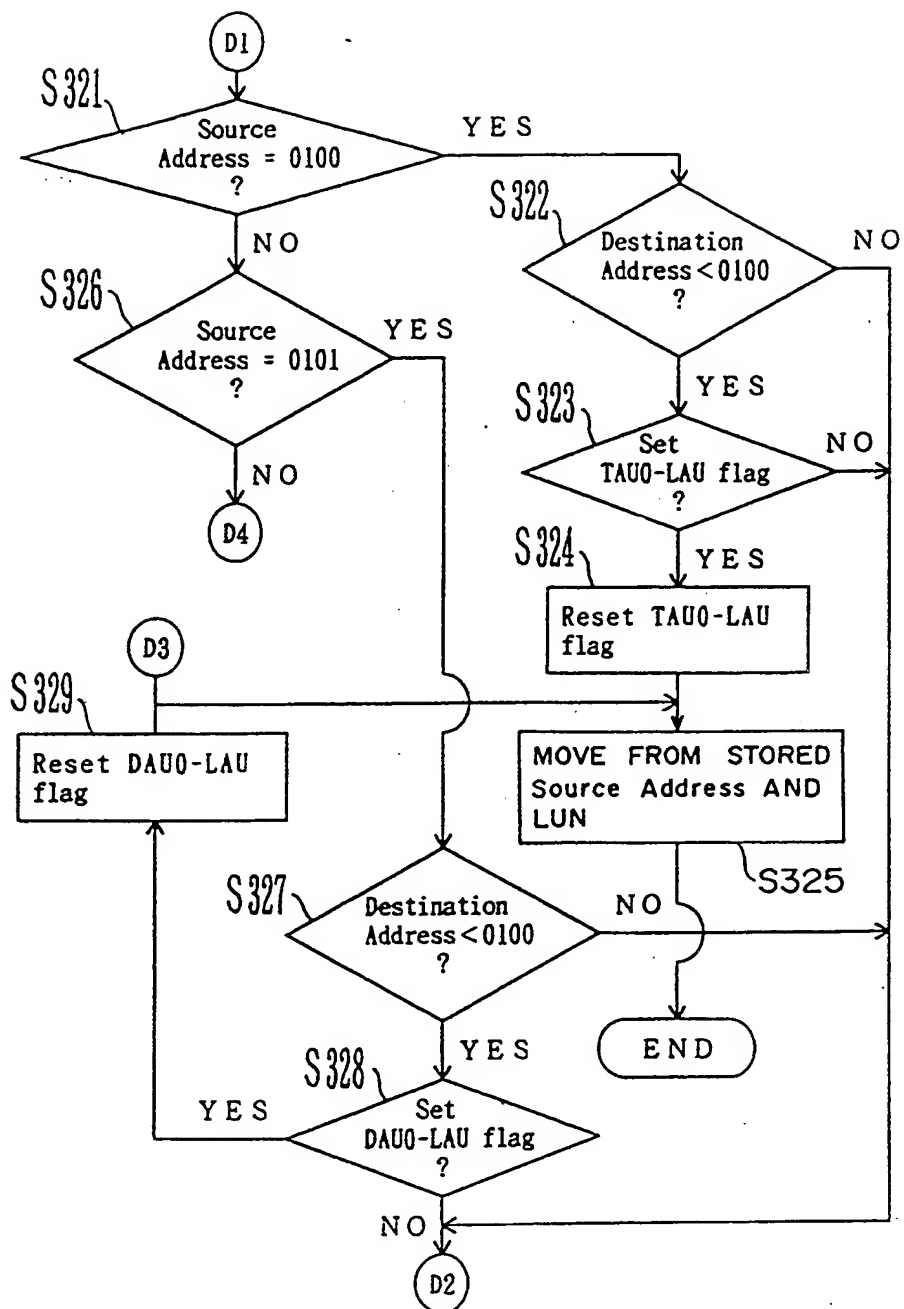 D1
S321
Source
Address = 0100
?
YES
NO
S322
Destination
Address<0100
?
NO
YES
S326
Source
Address = 0101
?
YES
NO
D4
S323
Set
TAU0-LAU flag
?
NO
YES
S324
Reset TAU0-LAU
flag
D3
S329
Reset DAU0-LAU
flag
MOVE FROM STORED
Source Address AND
LUN
S325
S327
Destination
Address<0100
?
NO
YES
END
S328
Set
DAU0-LAU flag
?
YES
NO
D2